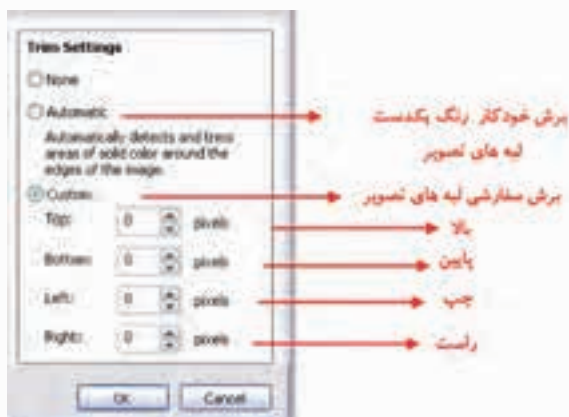 Trim Settings
None
Automatic
برش خودکار رنگ یکدست
لبه های تصویر
Automatically detects and trims
areas of solid color around the
edges of the image.
Custom
برش سفارشی لبه های تصویر
Top: 0 pixels
بالا
Bottom: 0 pixels
پایین
Left: 0 pixels
چپ
Right: 0 pixels
راست
OK Cancel